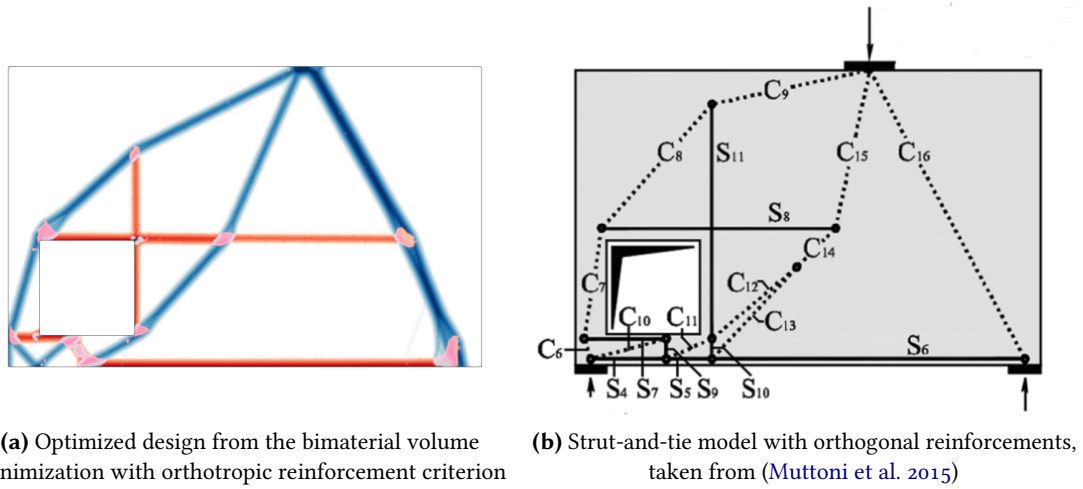 C9
C8
S11
C15
C16
S8
C14
C7
C12
C10
C11
C13
C6
S6
S4
S7
S5
S9
S10
(a) Optimized design from the bimaterial volume
nimization with orthotropic reinforcement criterion
(b) Strut-and-tie model with orthogonal reinforcements,
taken from (Muttoni et al. 2015)